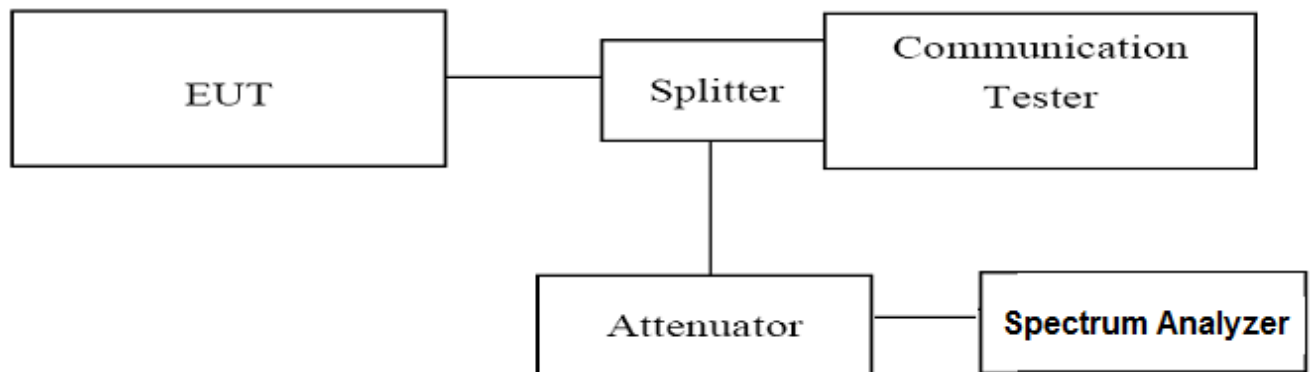 EUT
Splitter
Communication
Tester
Attenuator
Spectrum Analyzer